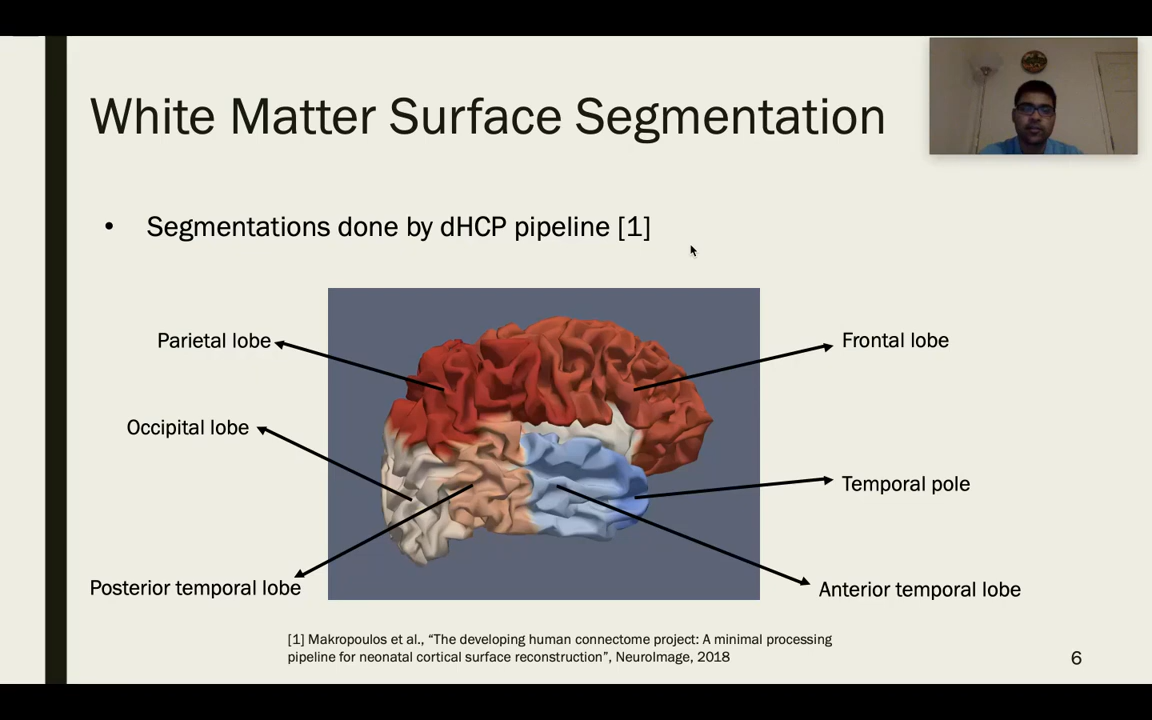 White Matter Surface Segmentation
• Segmentations done by dHCP pipeline [1]
Parietal lobe
Frontal lobe
Occipital lobe
Temporal pole
Posterior temporal lobe
Anterior temporal lobe
[1] Makropoulos et al., “The developing human connectome project: A minimal processing
pipeline for neonatal cortical surface reconstruction”, NeuroImage, 2018
6